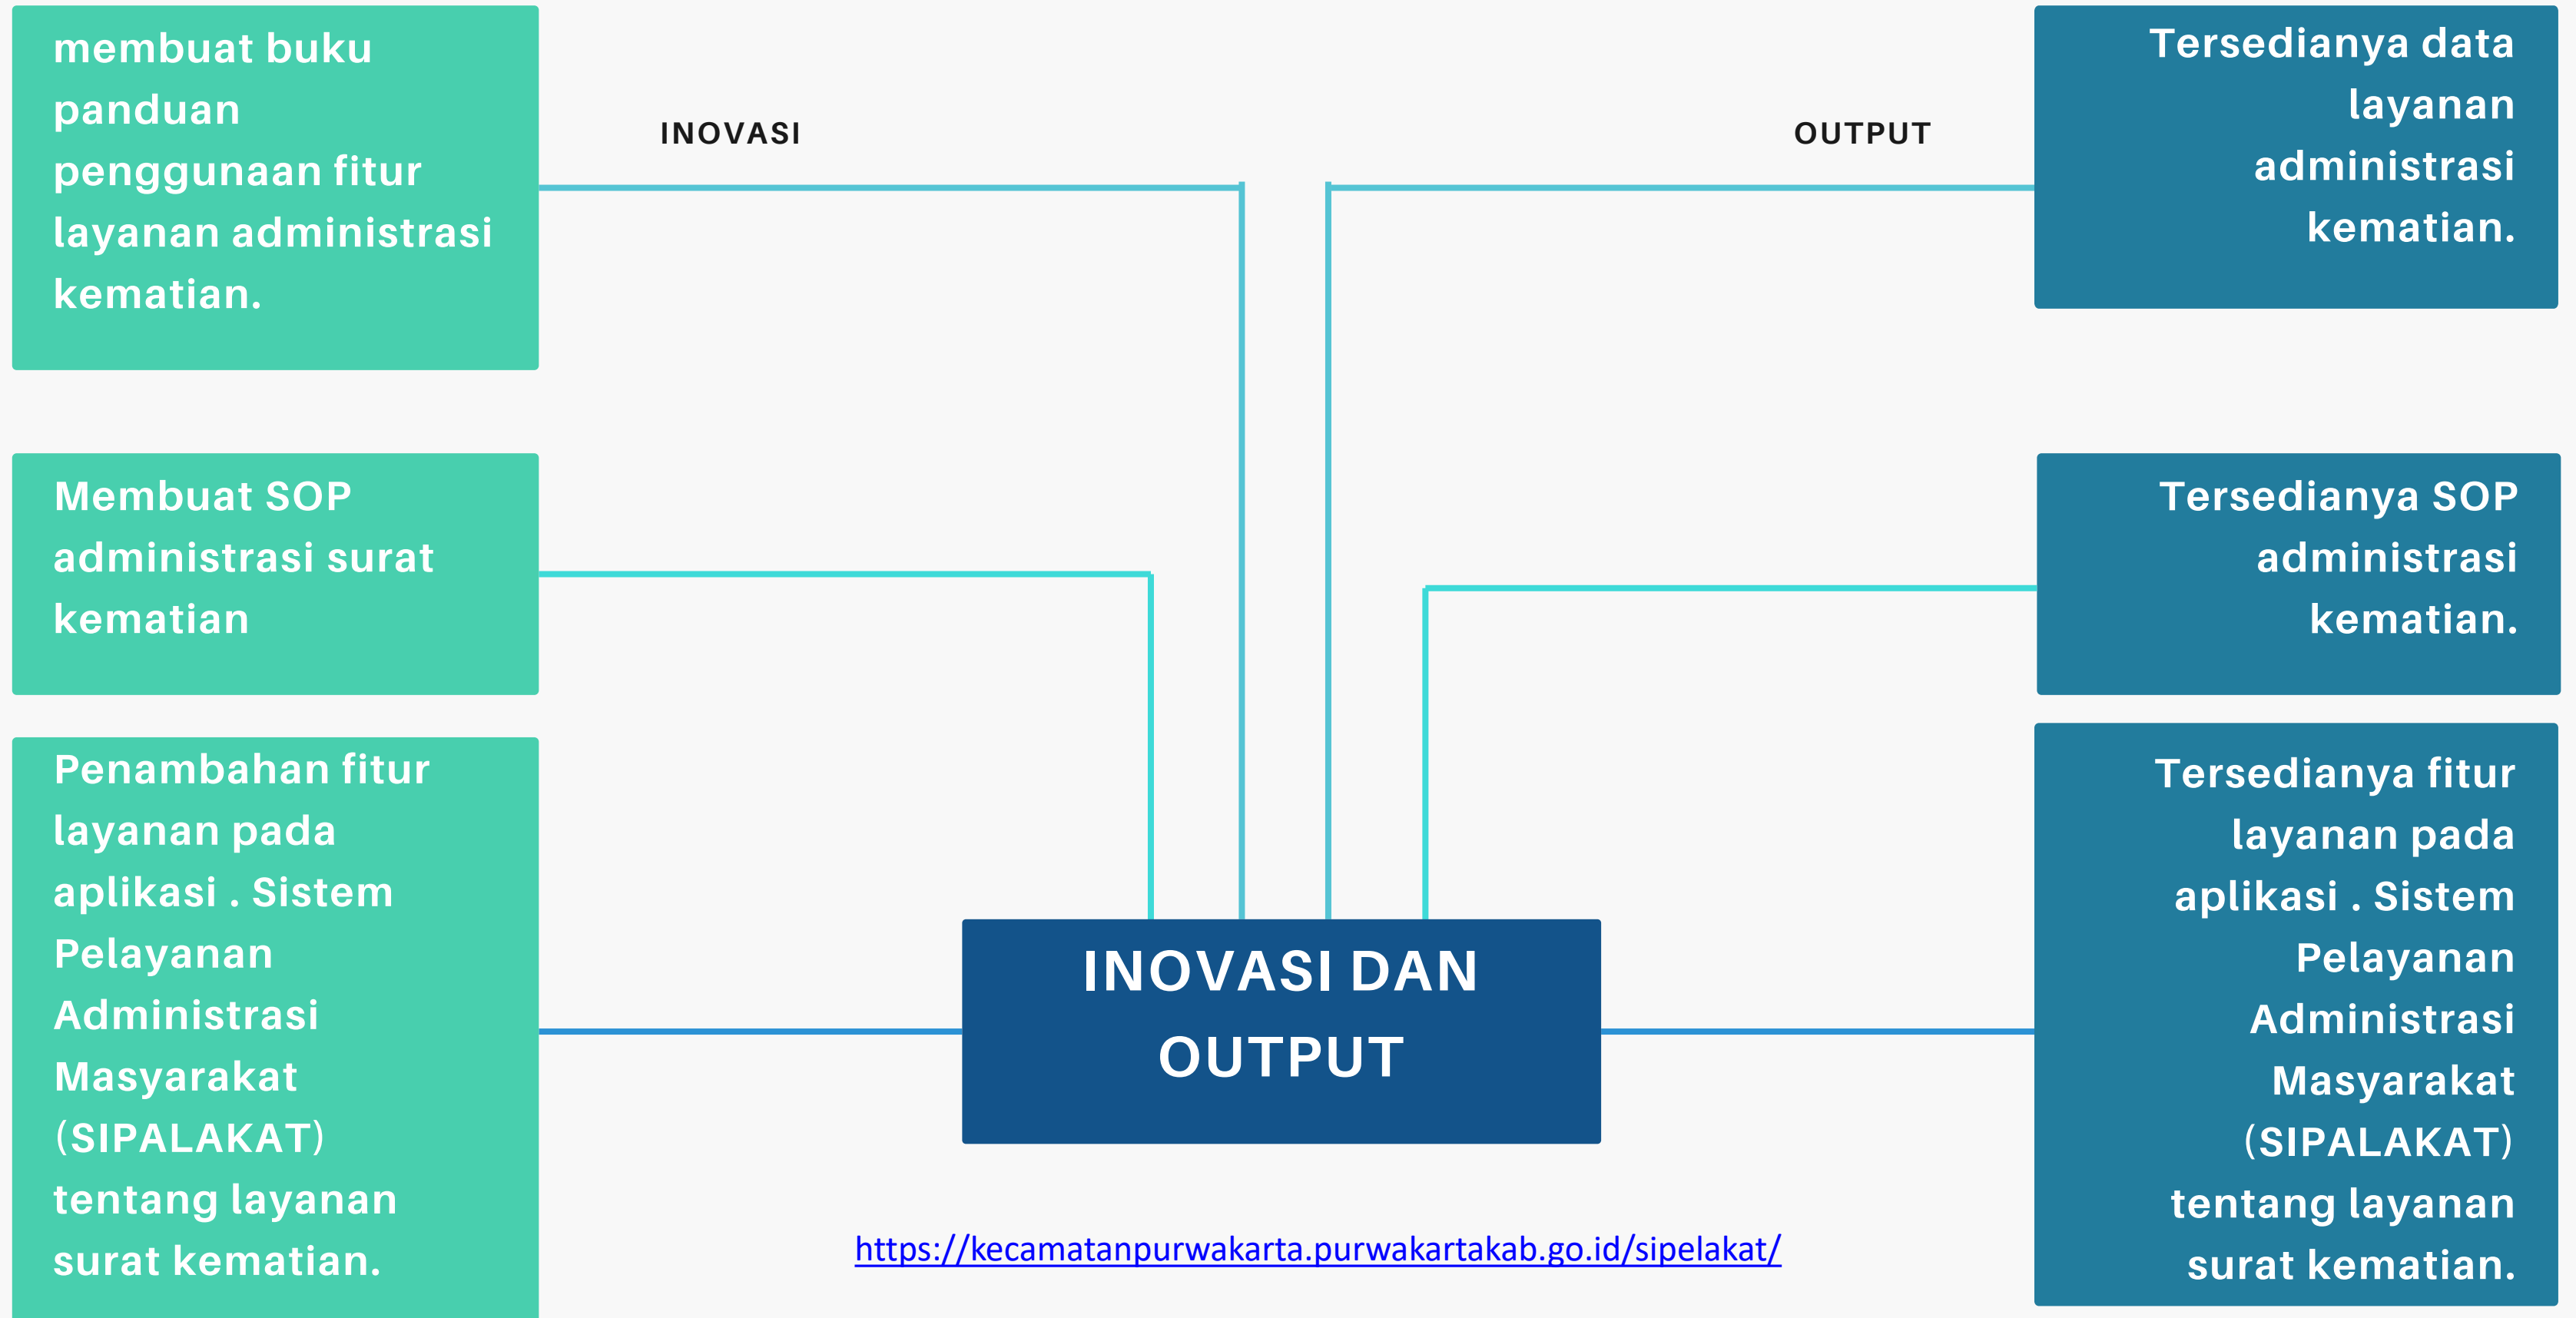 membuat buku
panduan
penggunaan fitur
layanan administrasi
kematian.
INOVASI
OUTPUT
Tersedianya data
layanan
administrasi
kematian.
Membuat SOP
administrasi surat
kematian
Tersedianya SOP
administrasi
kematian.
Penambahan fitur
layanan pada
aplikasi . Sistem
Pelayanan
Administrasi
Masyarakat
(SIPALAKAT)
tentang layanan
surat kematian.
INOVASI DAN
OUTPUT
Tersedianya fitur
layanan pada
aplikasi . Sistem
Pelayanan
Administrasi
Masyarakat
(SIPALAKAT)
tentang layanan
surat kematian.
https://kecamatanpurwakarta.purwakartakab.go.id/sipelakat/